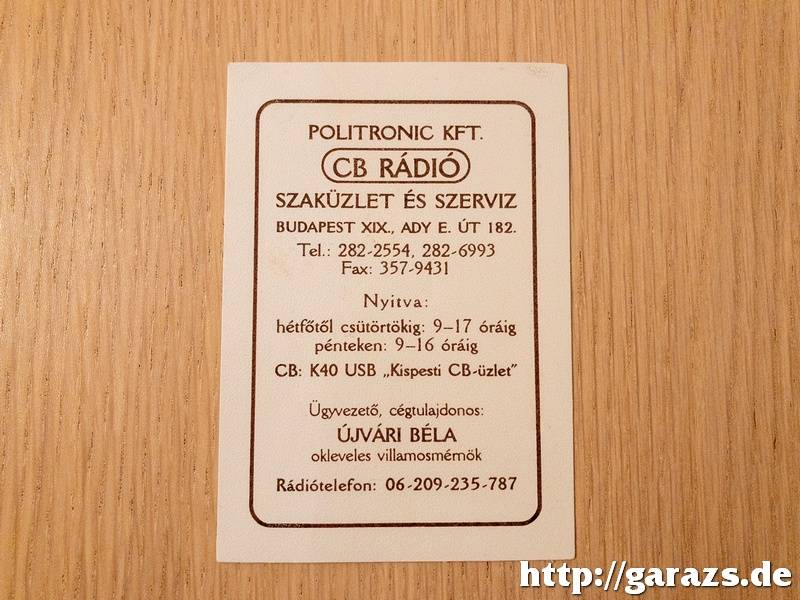 POLITRONIC KFT.
CB RÁDIÓ
SZAKÜZLET ÉS SZERVIZ
BUDAPEST XIX., ADY E. ÚT 182.
Tel.: 282-2554, 282-6993
Fax: 357-9431
Nyitva:
hétfőtől csütörtökig: 9–17 óráig
pénteken: 9–16 óráig
CB: K40 USB „Kispesti CB-üzlet"
Ügyvezető, cégtulajdonos:
ÚJVÁRI BÉLA
okleveles villamosmérnök
Rádiótelefon: 06-209-235-787
http://garazs.de